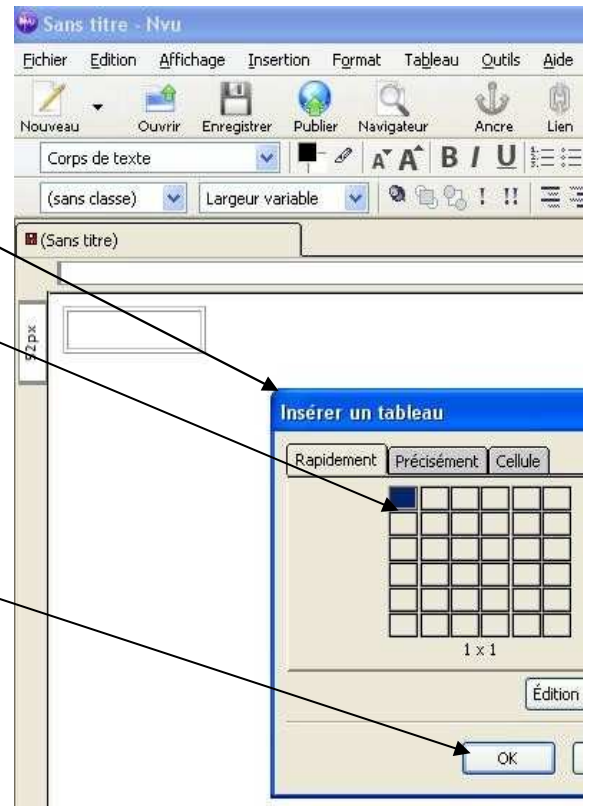 Sans titre - Nvu
Fichier Edition Affichage Insertion Format Tableau Outils Aide
Nouveau Ouvrir Enregistrer Publier Navigateur Ancre Lien
Corps de texte A A B I U
(sans classe) Largeur variable ! !!
(Sans titre)
92px
Insérer un tableau
Rapidement Précisément Cellule
1 x 1
Édition
OK